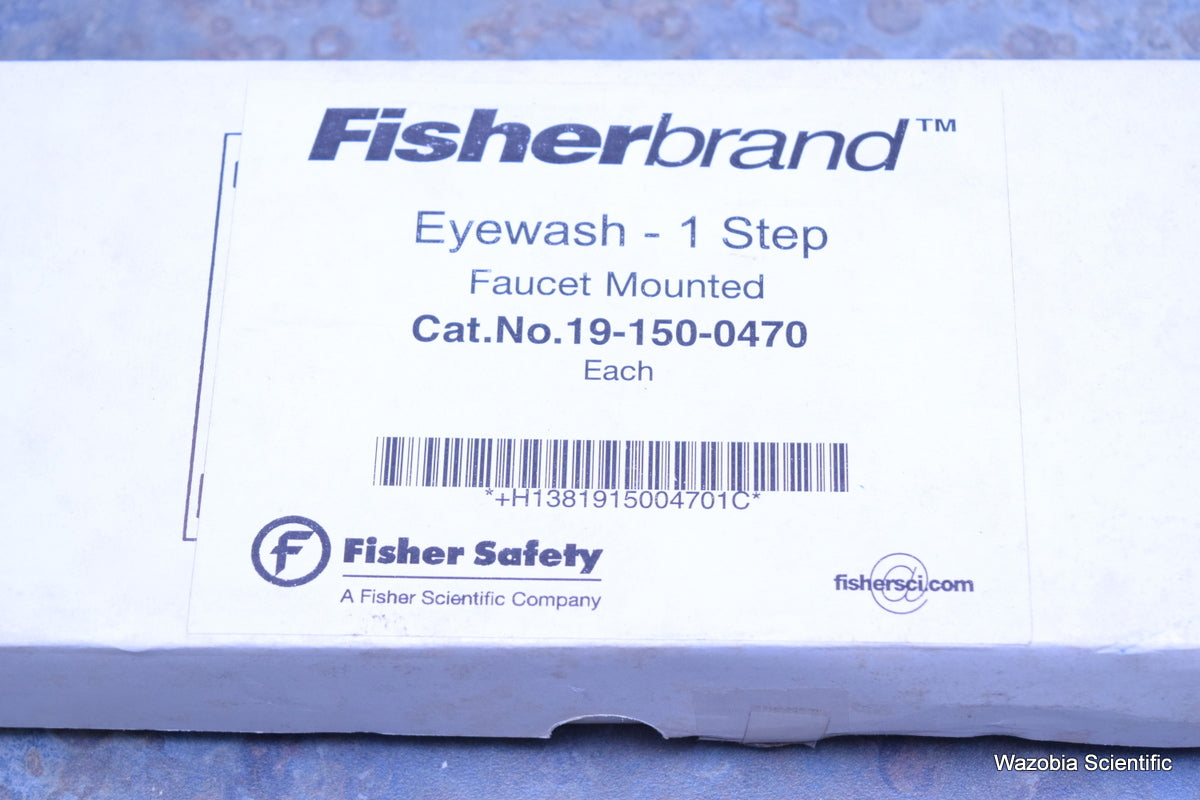 Fisherbrand™
Eyewash - 1 Step
Faucet Mounted
Cat.No.19-150-0470
Each
*+H1381915004701C*
Fisher Safety
A Fisher Scientific Company
fishersci.com
Wazobia Scientific